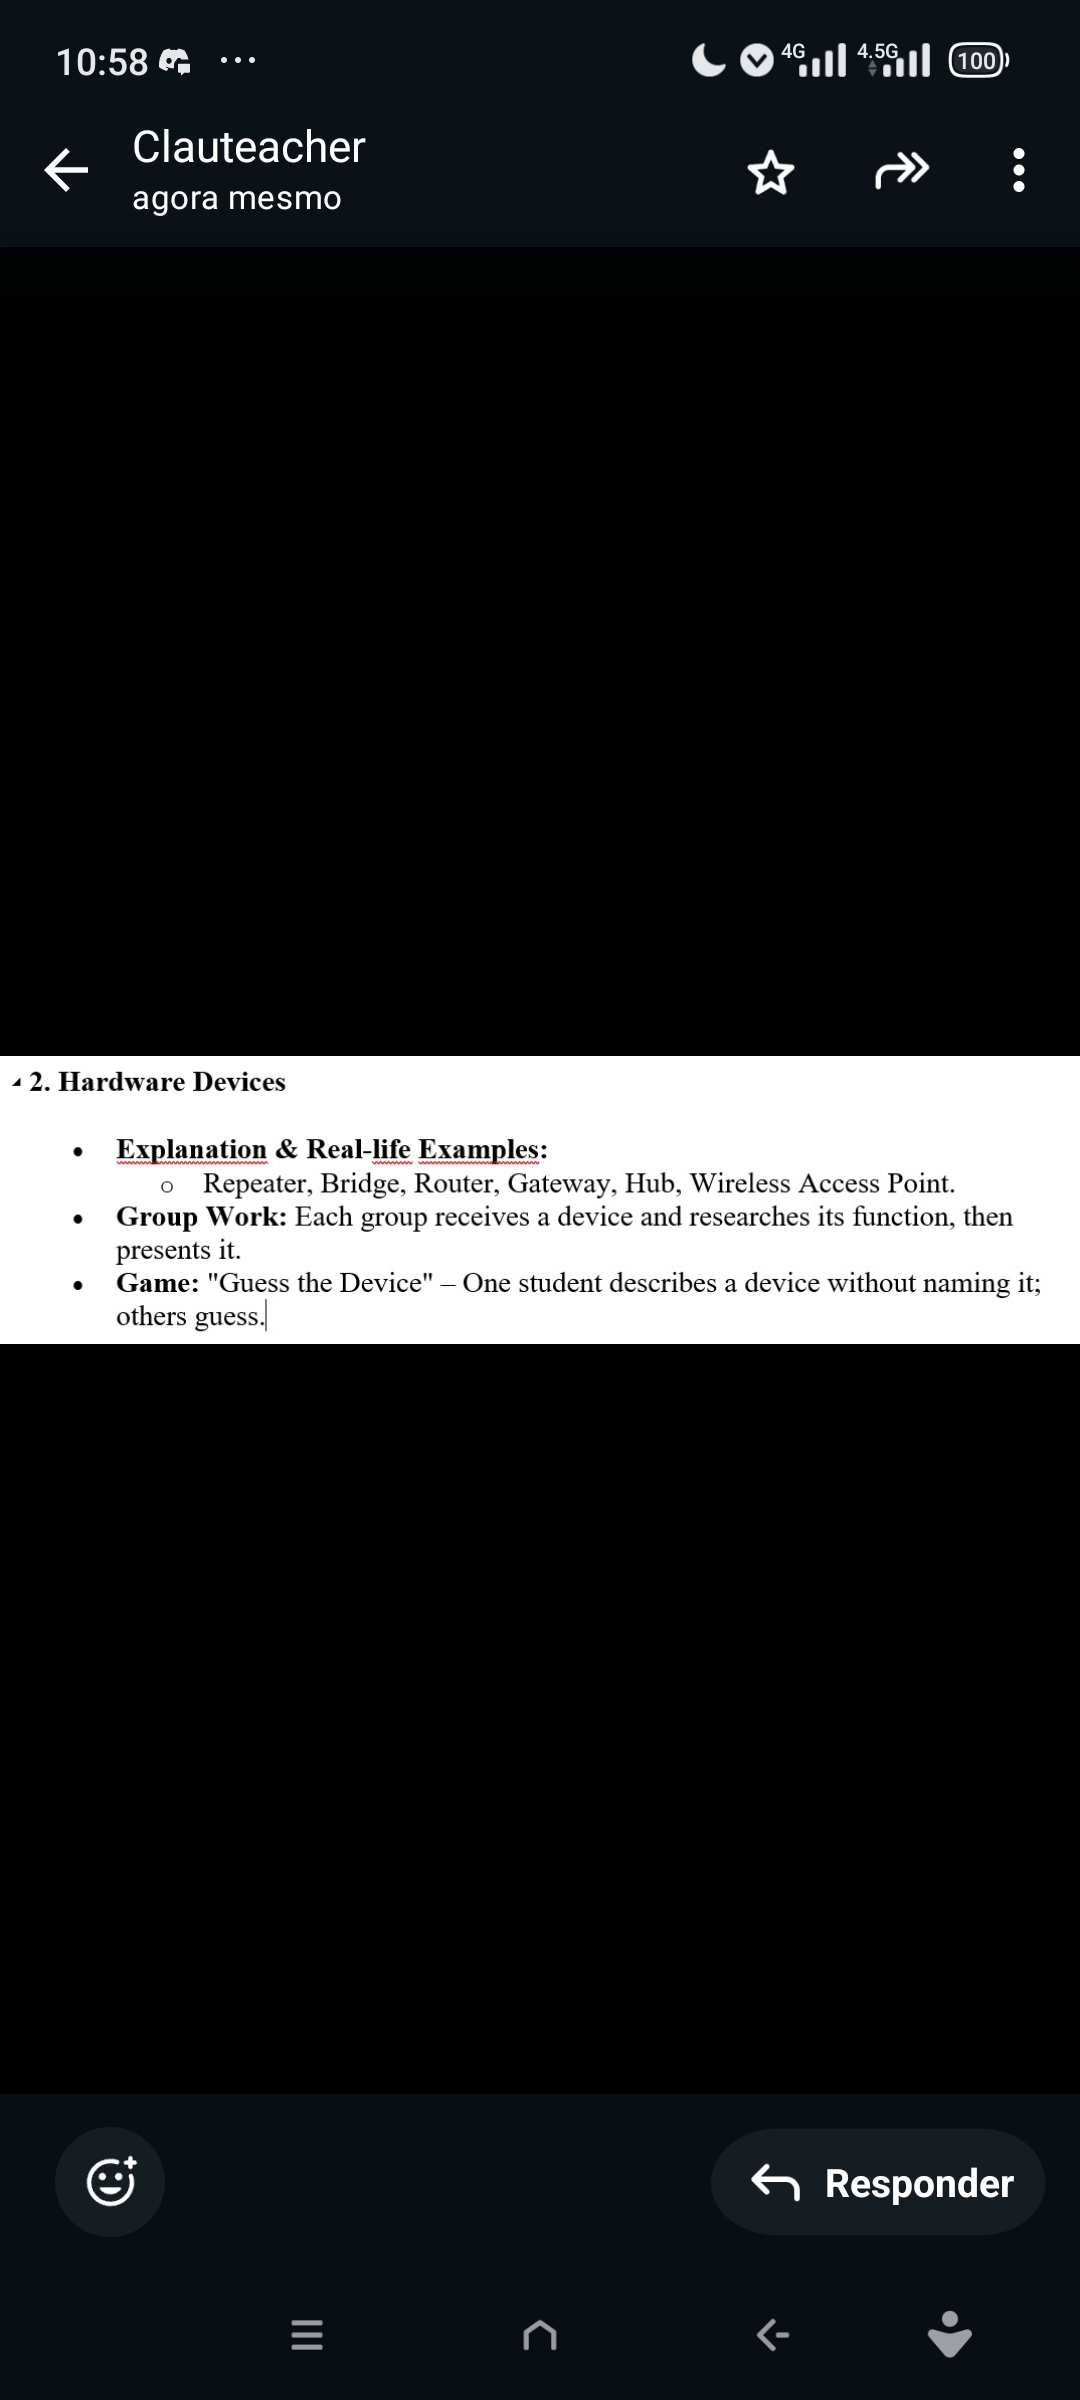 10:58 ...
4G 4.5G 100
Clauteacher
agora mesmo
2. Hardware Devices
• Explanation & Real-life Examples:
o Repeater, Bridge, Router, Gateway, Hub, Wireless Access Point.
• Group Work: Each group receives a device and researches its function, then
presents it.
• Game: "Guess the Device" – One student describes a device without naming it;
others guess.
Responder